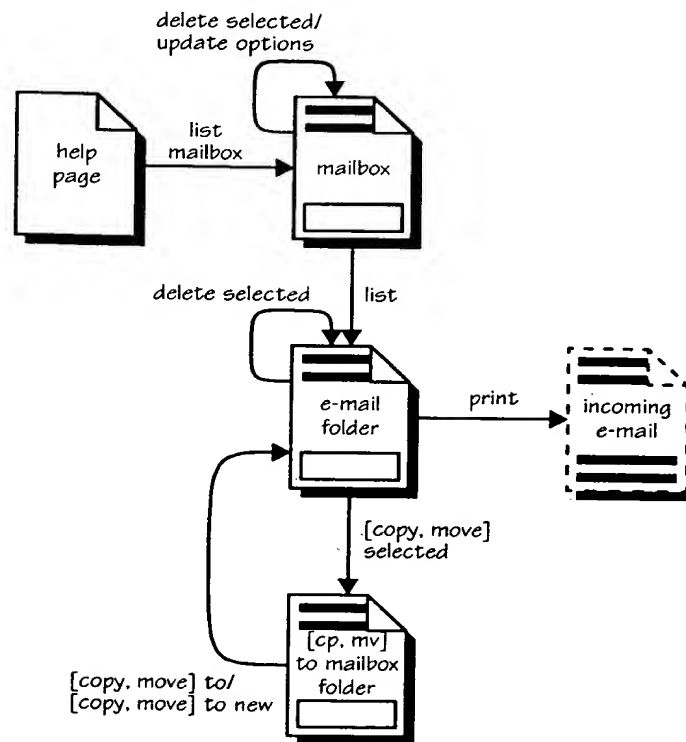 delete selected/
update options
help
page
list
mailbox
mailbox
delete selected
list
e-mail
folder
print
incoming
e-mail
[copy, move]
selected
[cp, mv]
to mailbox
folder
[copy, move] to/
[copy, move] to new